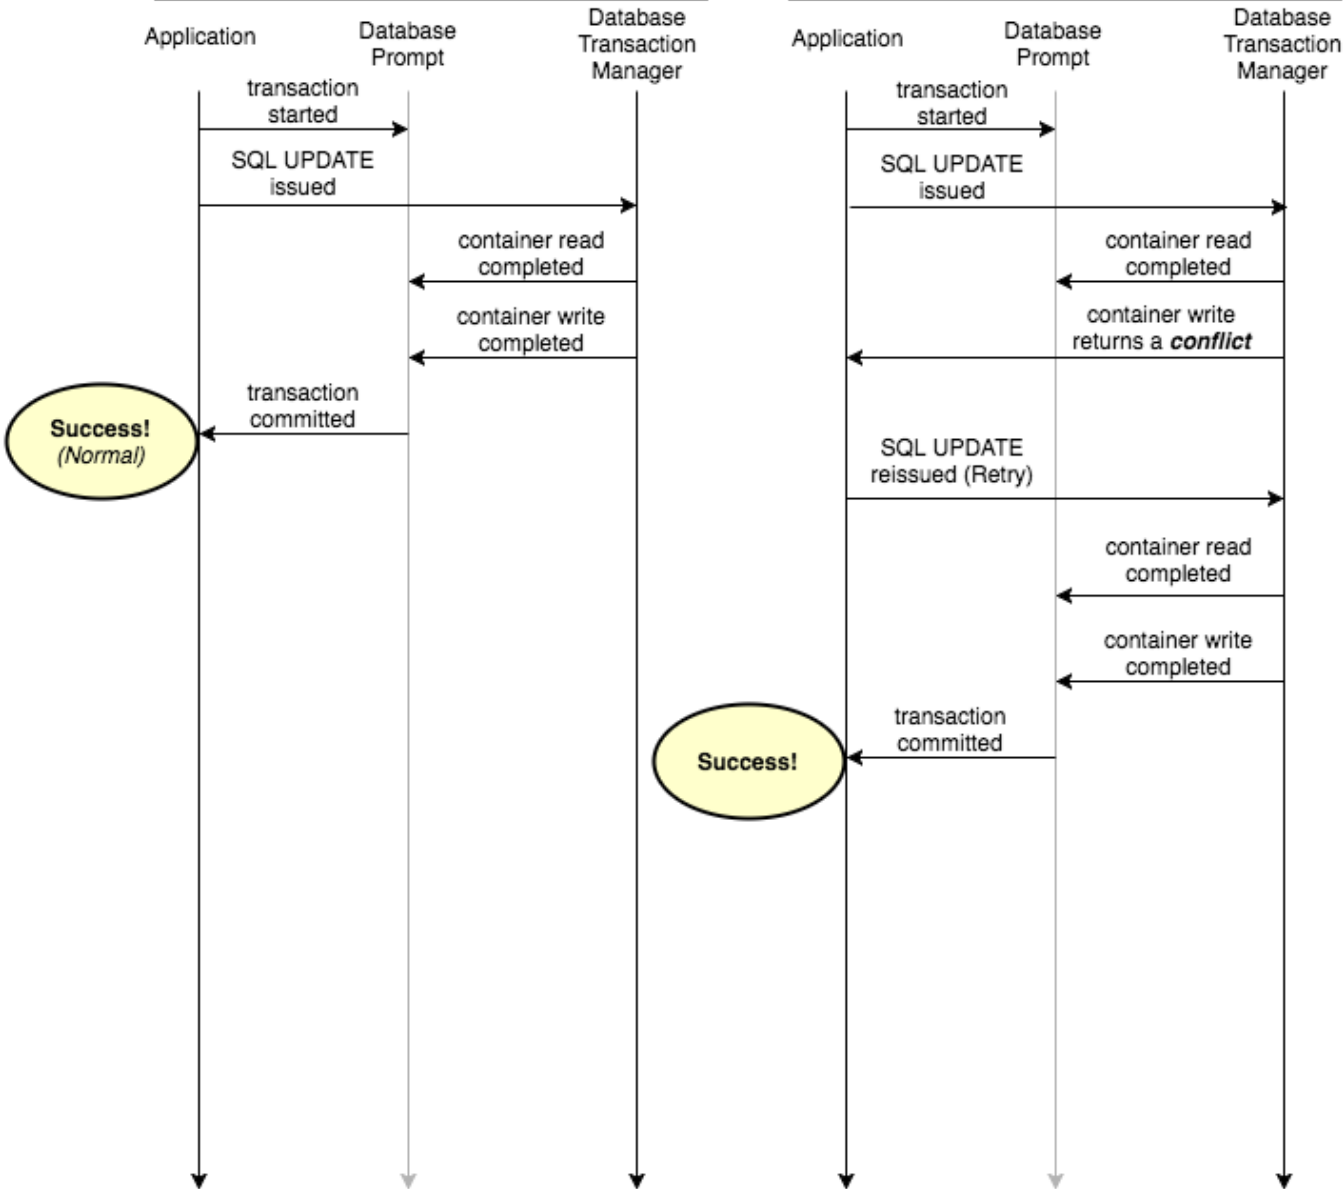 Application
Database
Prompt
Database
Transaction
Manager
transaction
started
SQL UPDATE
issued
container read
completed
container write
completed
transaction
committed
Success!
(Normal)
Application
Database
Prompt
Database
Transaction
Manager
transaction
started
SQL UPDATE
issued
container read
completed
container write
returns a conflict
SQL UPDATE
reissued (Retry)
container read
completed
container write
completed
transaction
committed
Success!